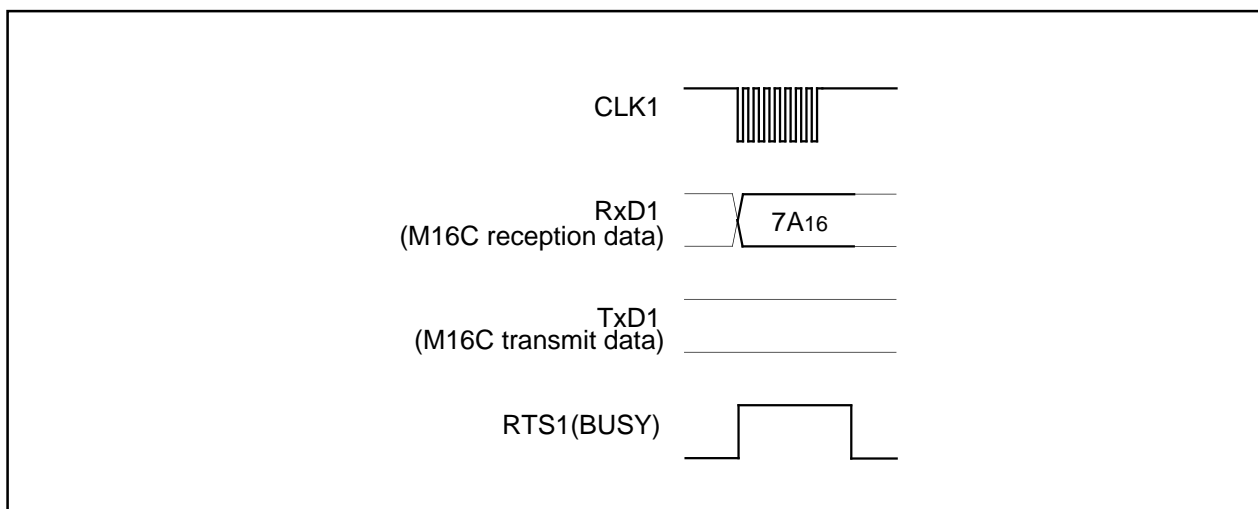 CLK1
RxD1
(M16C reception data)
7A16
TxD1
(M16C transmit data)
RTS1(BUSY)